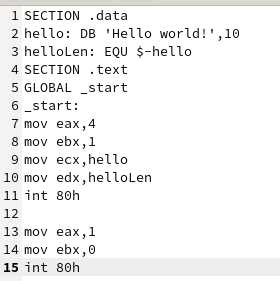 1 SECTION .data
2 hello: DB 'Hello world!',10
3 helloLen: EQU $-hello
4 SECTION .text
5 GLOBAL _start
6 _start:
7 mov eax,4
8 mov ebx,1
9 mov ecx,hello
10 mov edx,helloLen
11 int 80h
12
13 mov eax,1
14 mov ebx,0
15 int 80h